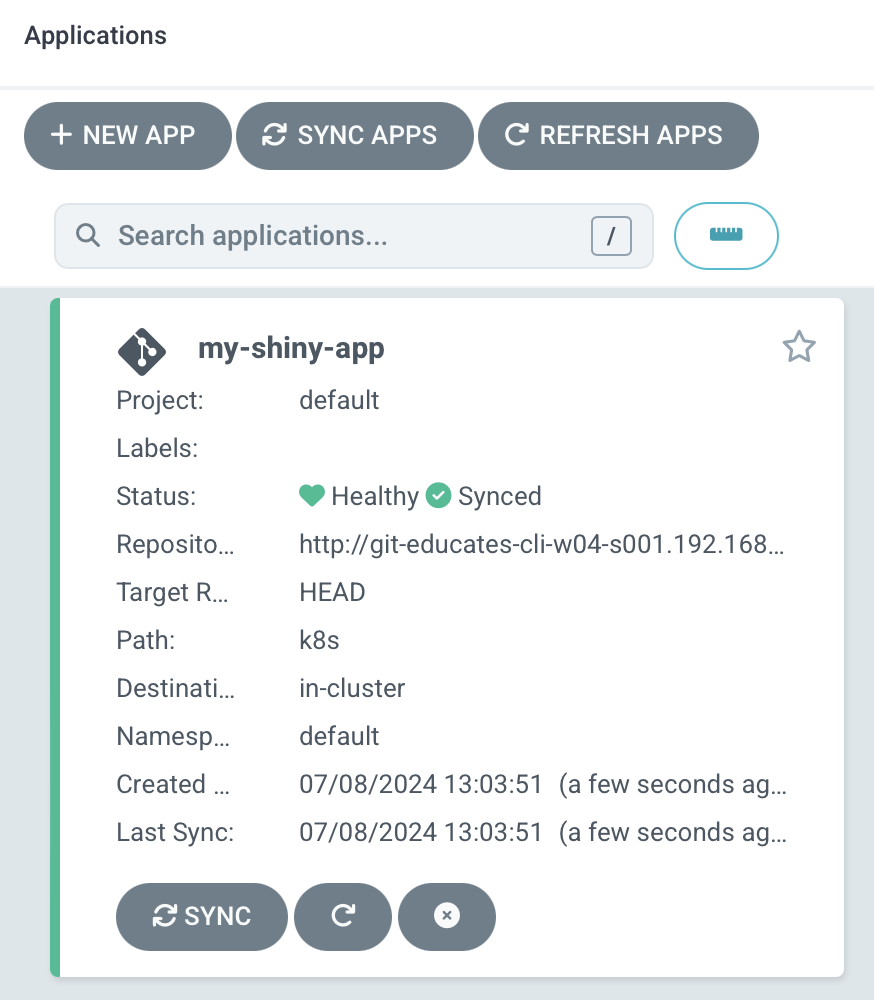 Applications
NEW APP SYNC APPS REFRESH APPS
Search applications... /
my-shiny-app
Project: default
Labels:
Status: Healthy Synced
Reposito... http://git-educates-cli-w04-s001.192.168...
Target R... HEAD
Path: k8s
Destinati... in-cluster
Namesp... default
Created ... 07/08/2024 13:03:51 (a few seconds ag...
Last Sync: 07/08/2024 13:03:51 (a few seconds ag...
SYNC